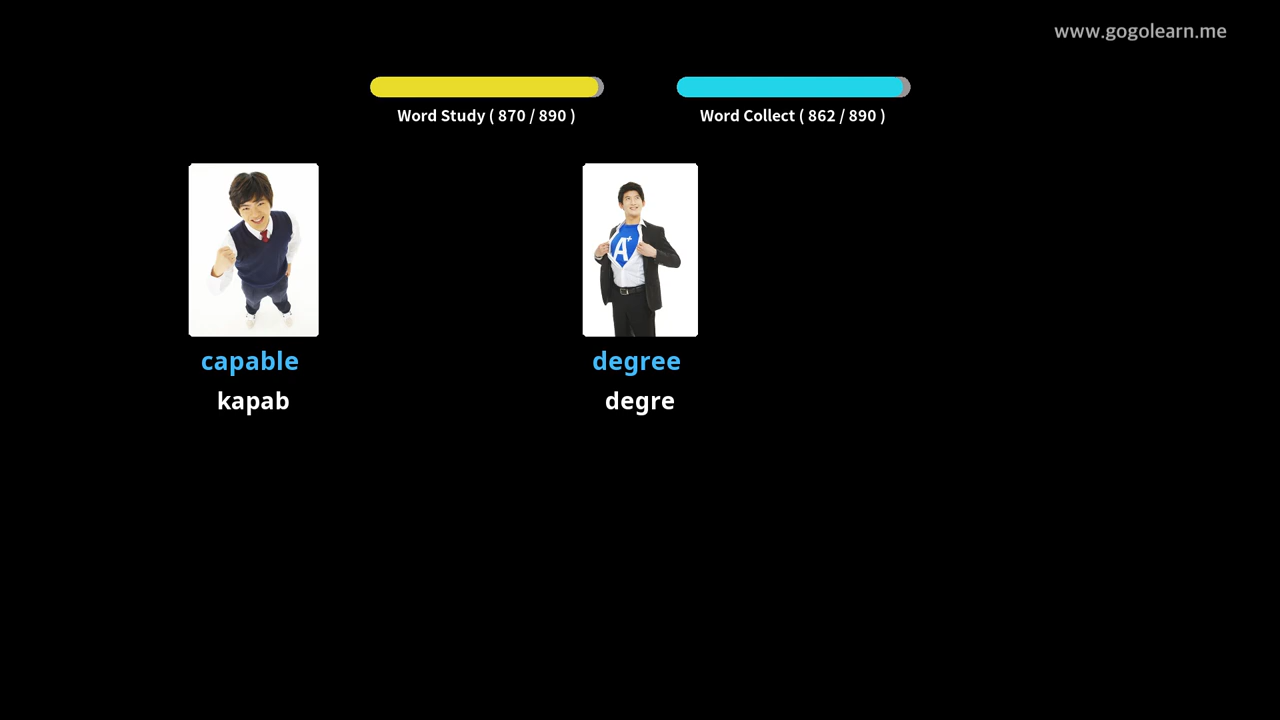 www.gogolearn.me
Word Study ( 870 / 890 )
Word Collect ( 862 / 890 )
A+
capable
degree
kapab
degre